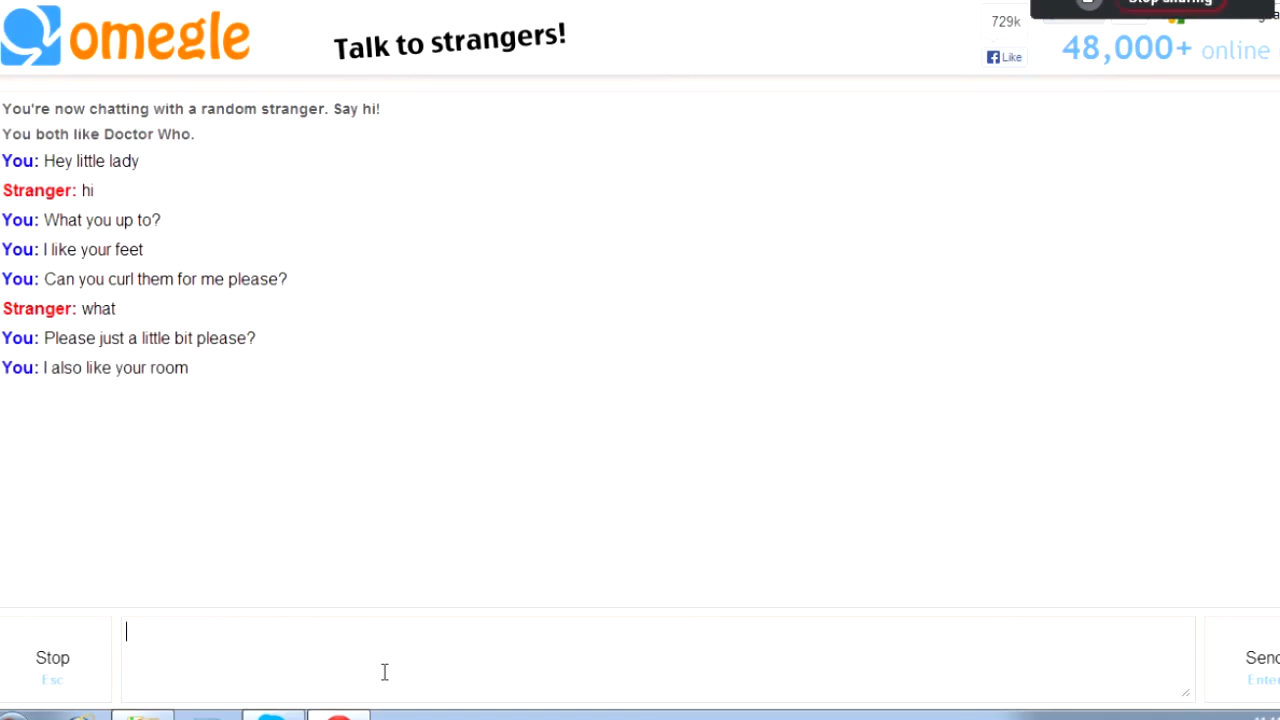 omegle
Talk to strangers!
729k
Like
48,000+ online
You're now chatting with a random stranger. Say hi!
You both like Doctor Who.
You: Hey little lady
Stranger: hi
You: What you up to?
You: I like your feet
You: Can you curl them for me please?
Stranger: what
You: Please just a little bit please?
You: I also like your room
Stop
Esc
Send
Enter